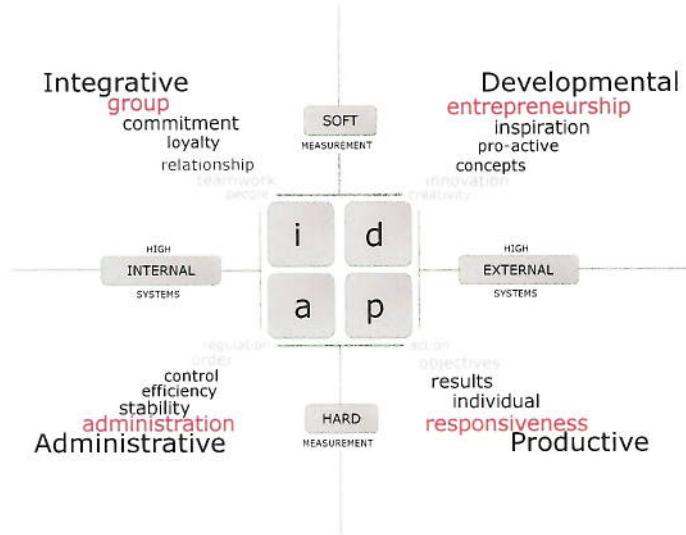 Integrative
group
commitment
loyalty
relationship
teamwork
people
SOFT
MEASUREMENT
Developmental
entrepreneurship
inspiration
pro-active
concepts
innovation
creativity
i
d
a
p
HIGH
INTERNAL
SYSTEMS
HIGH
EXTERNAL
SYSTEMS
regulation
order
control
efficiency
stability
administration
Administrative
HARD
MEASUREMENT
action
objectives
results
individual
responsiveness
Productive